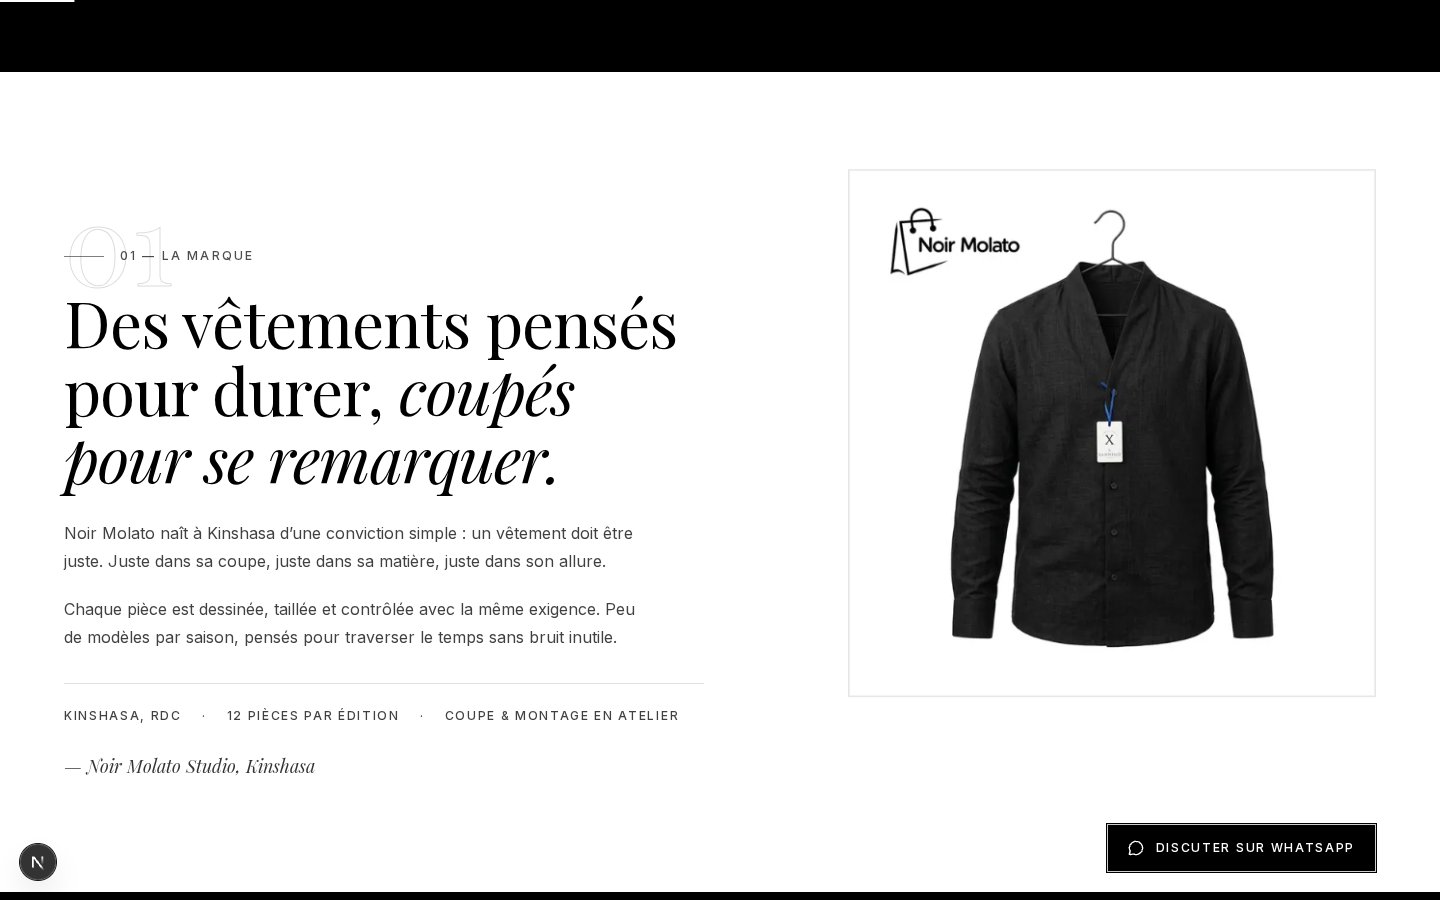 01
01 — LA MARQUE
Des vêtements pensés
pour durer, coupés
pour se remarquer.
Noir Molato naît à Kinshasa d’une conviction simple : un vêtement doit être
juste. Juste dans sa coupe, juste dans sa matière, juste dans son allure.
Chaque pièce est dessinée, taillée et contrôlée avec la même exigence. Peu
de modèles par saison, pensés pour traverser le temps sans bruit inutile.
KINSHASA, RDC · 12 PIÈCES PAR ÉDITION · COUPE & MONTAGE EN ATELIER
— Noir Molato Studio, Kinshasa
Noir Molato
X
N
DISCUTER SUR WHATSAPP